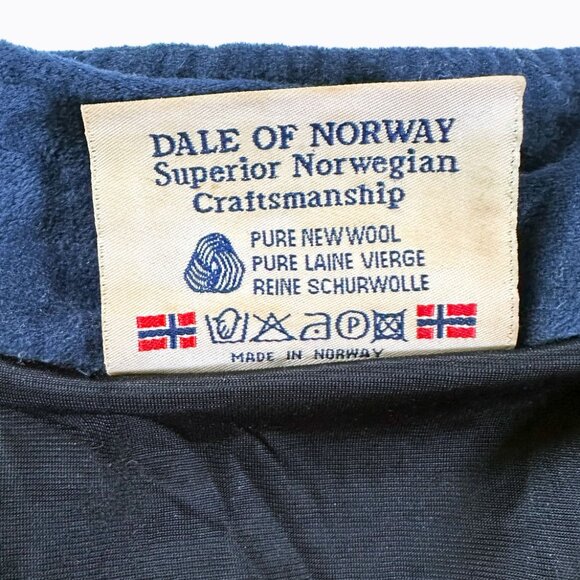 DALE OF NORWAY
Superior Norwegian
Craftsmanship
PURE NEW WOOL
PURE LAINE VIERGE
REINE SCHURWOLLE
P
MADE IN NORWAY